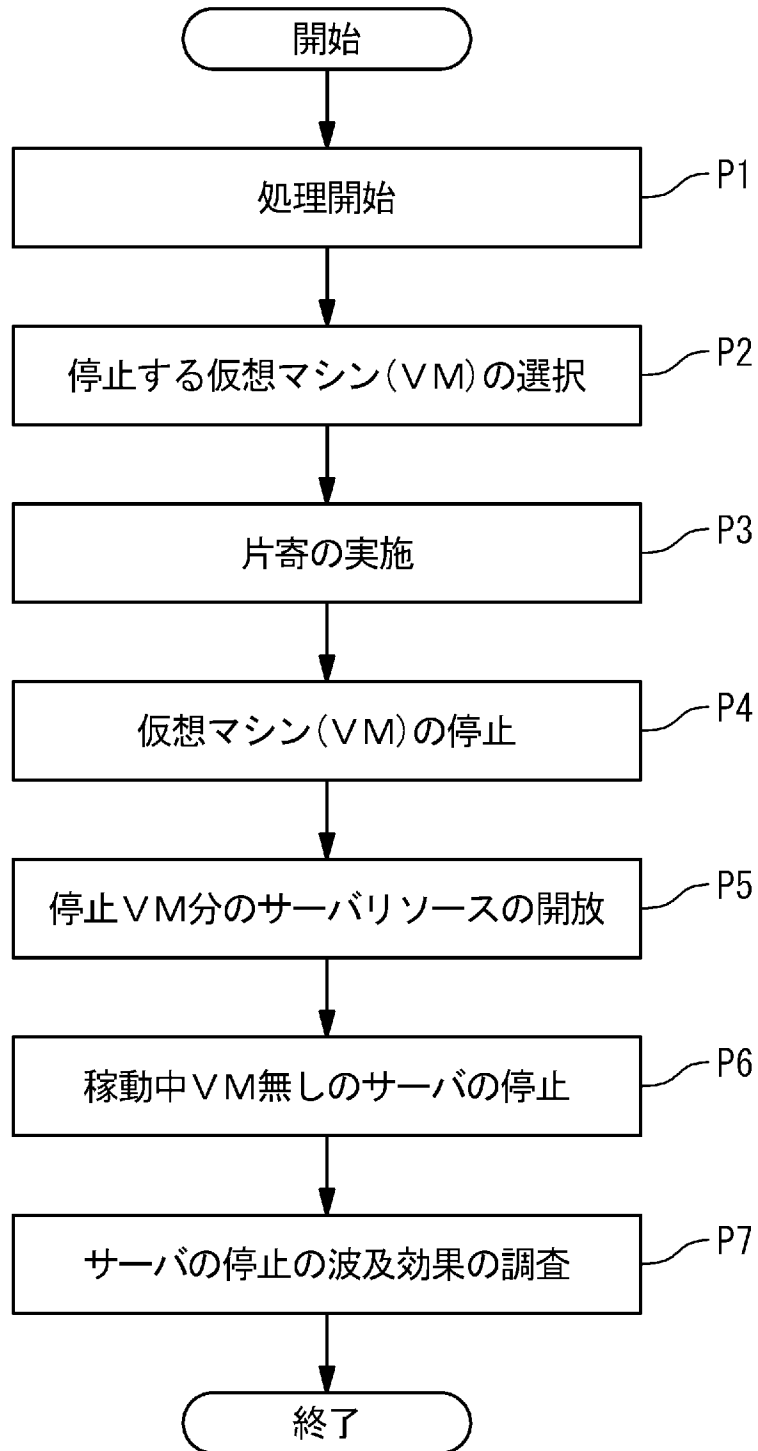 開始
処理開始
P1
停止する仮想マシン(VM)の選択
P2
片寄の実施
P3
仮想マシン(VM)の停止
P4
停止VM分のサーバリソースの開放
P5
稼動中VM無しのサーバの停止
P6
サーバの停止の波及効果の調査
P7
終了